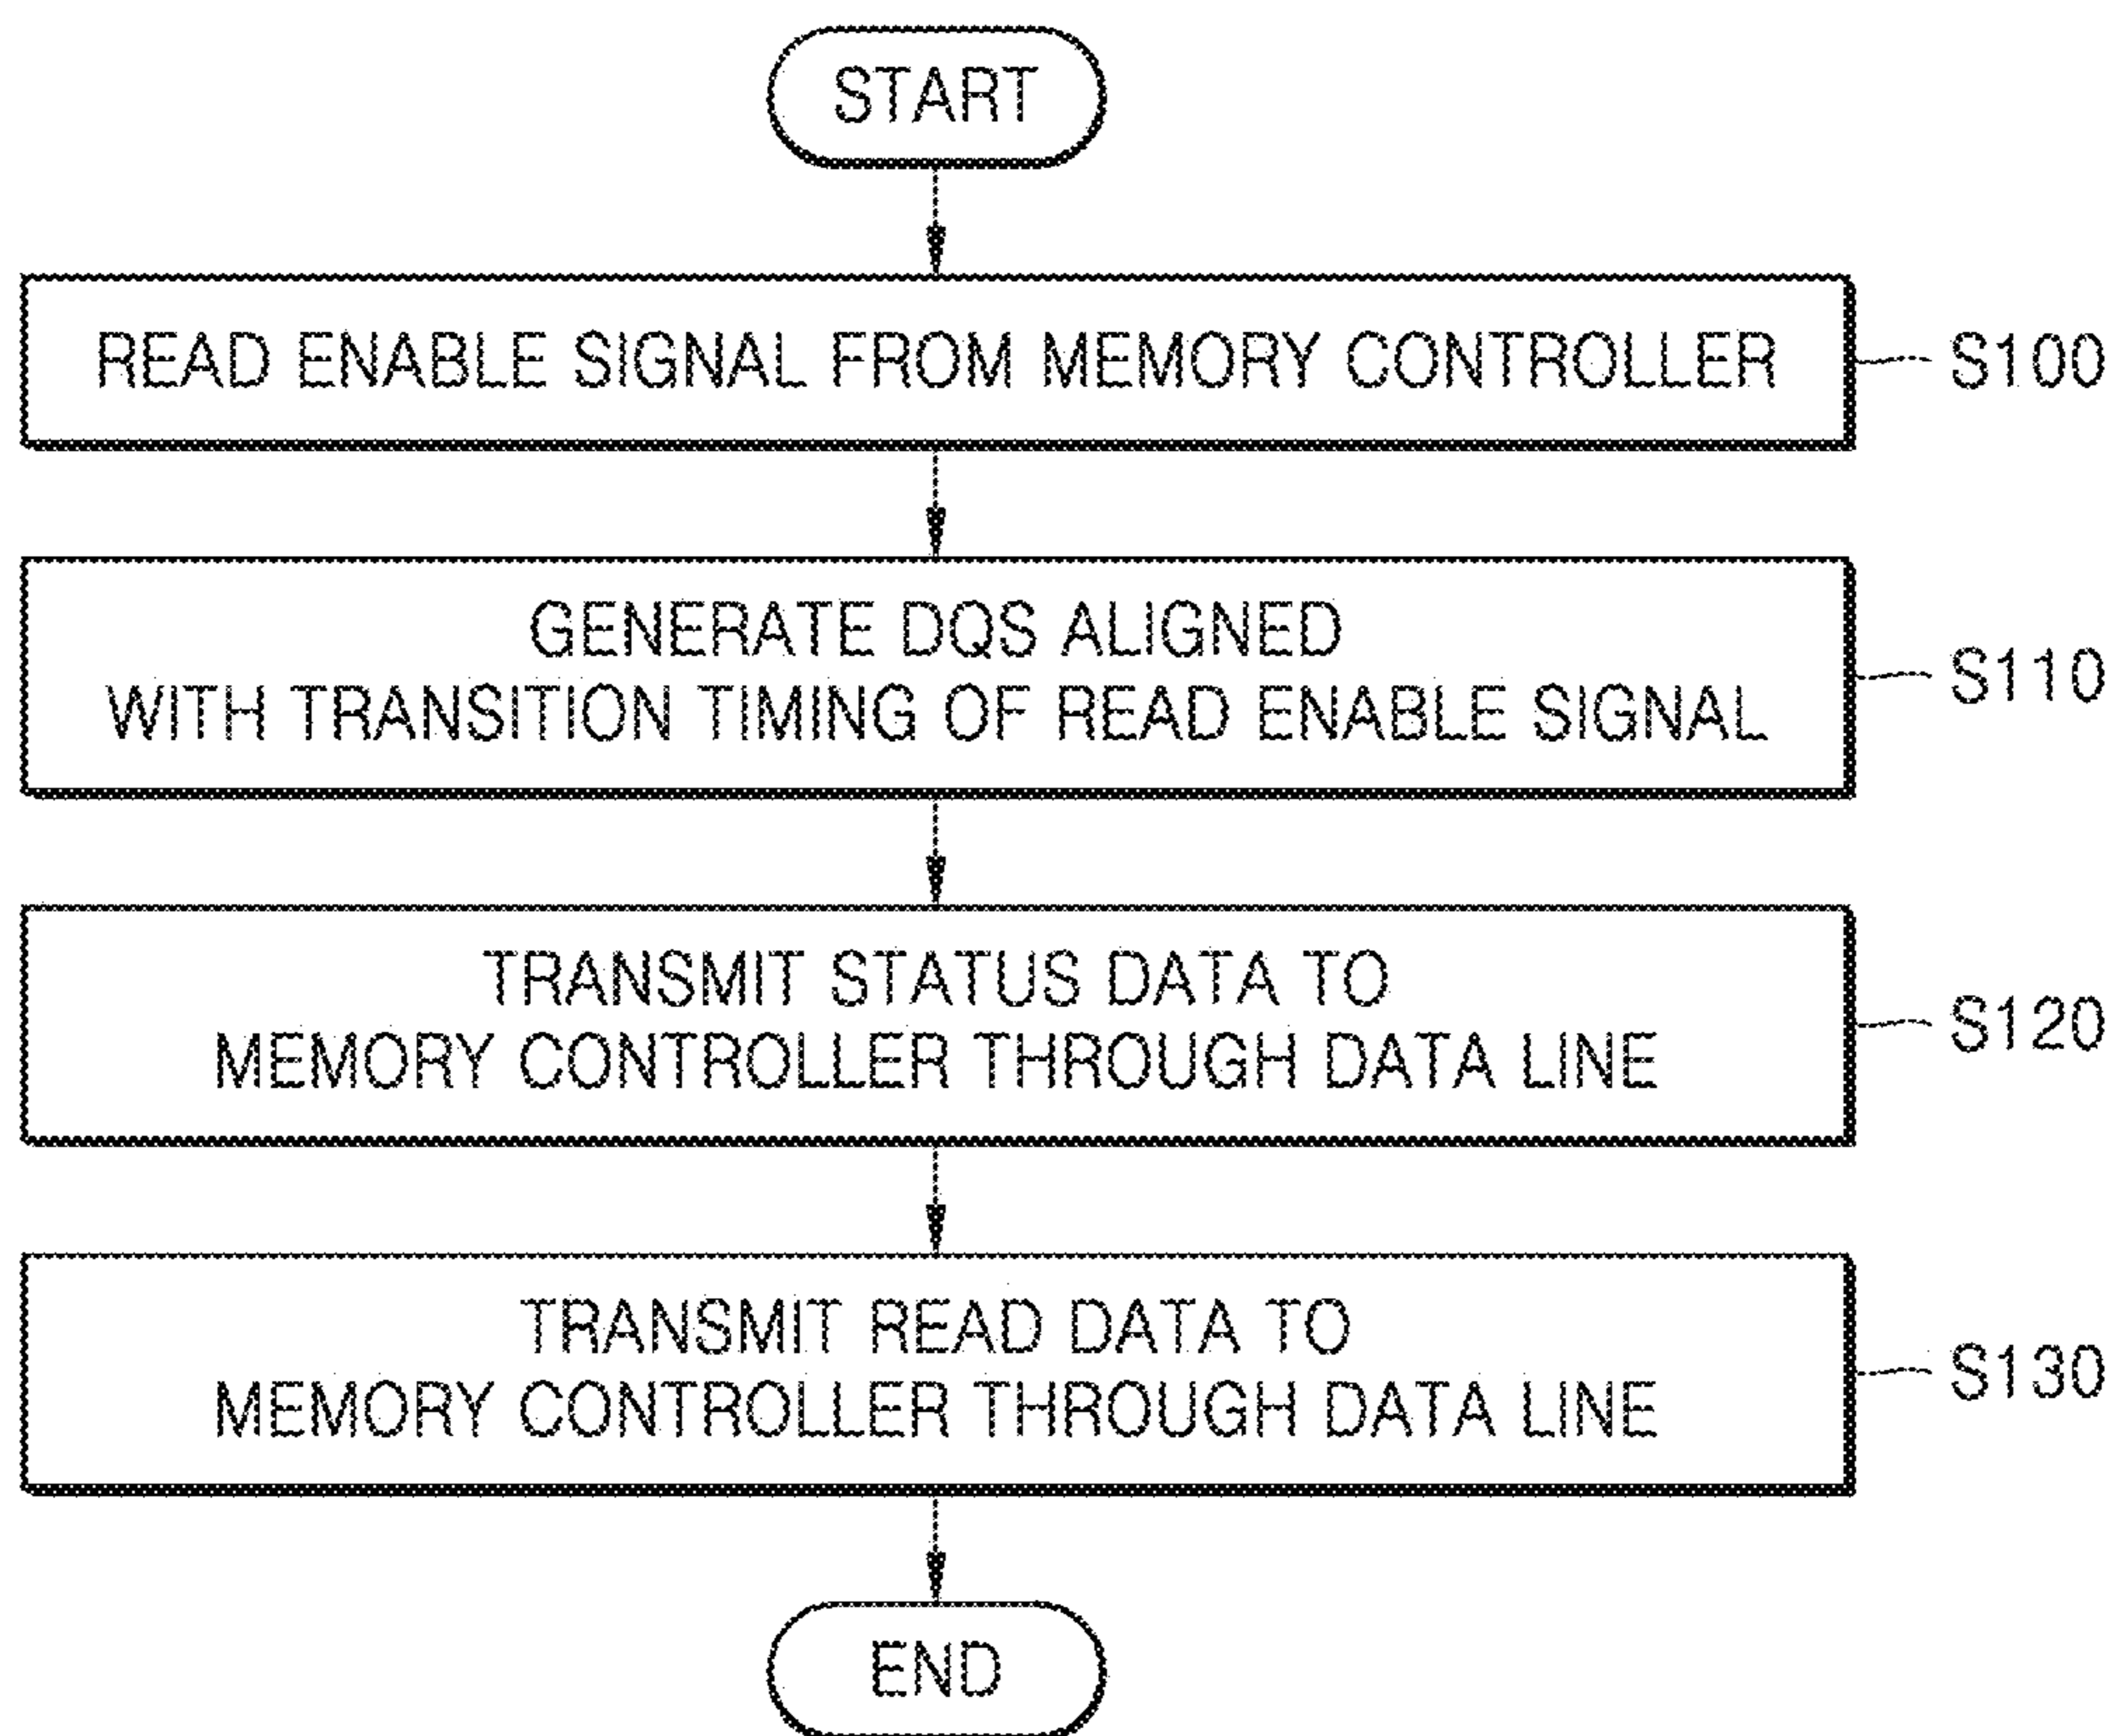 START
READ ENABLE SIGNAL FROM MEMORY CONTROLLER
S100
GENERATE DQS ALIGNED
WITH TRANSITION TIMING OF READ ENABLE SIGNAL
S110
TRANSMIT STATUS DATA TO
MEMORY CONTROLLER THROUGH DATA LINE
S120
TRANSMIT READ DATA TO
MEMORY CONTROLLER THROUGH DATA LINE
S130
END